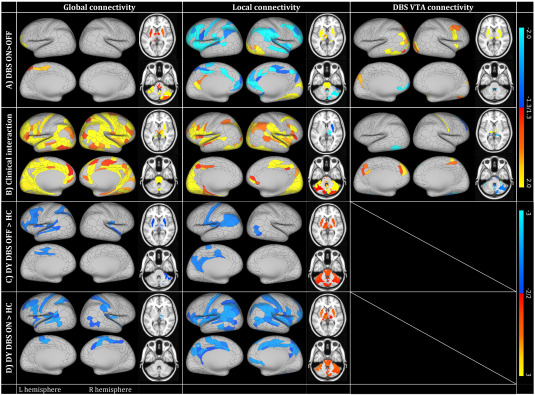 Global connectivity
Local connectivity
DBS VTA connectivity
A) DBS ON>OFF
B) Clinical interaction
C) DY DBS OFF > HC
D) DY DBS ON > HC
L hemisphere
R hemisphere
-2.0
-1.3/1.3
2.0
-3
-2/2
3